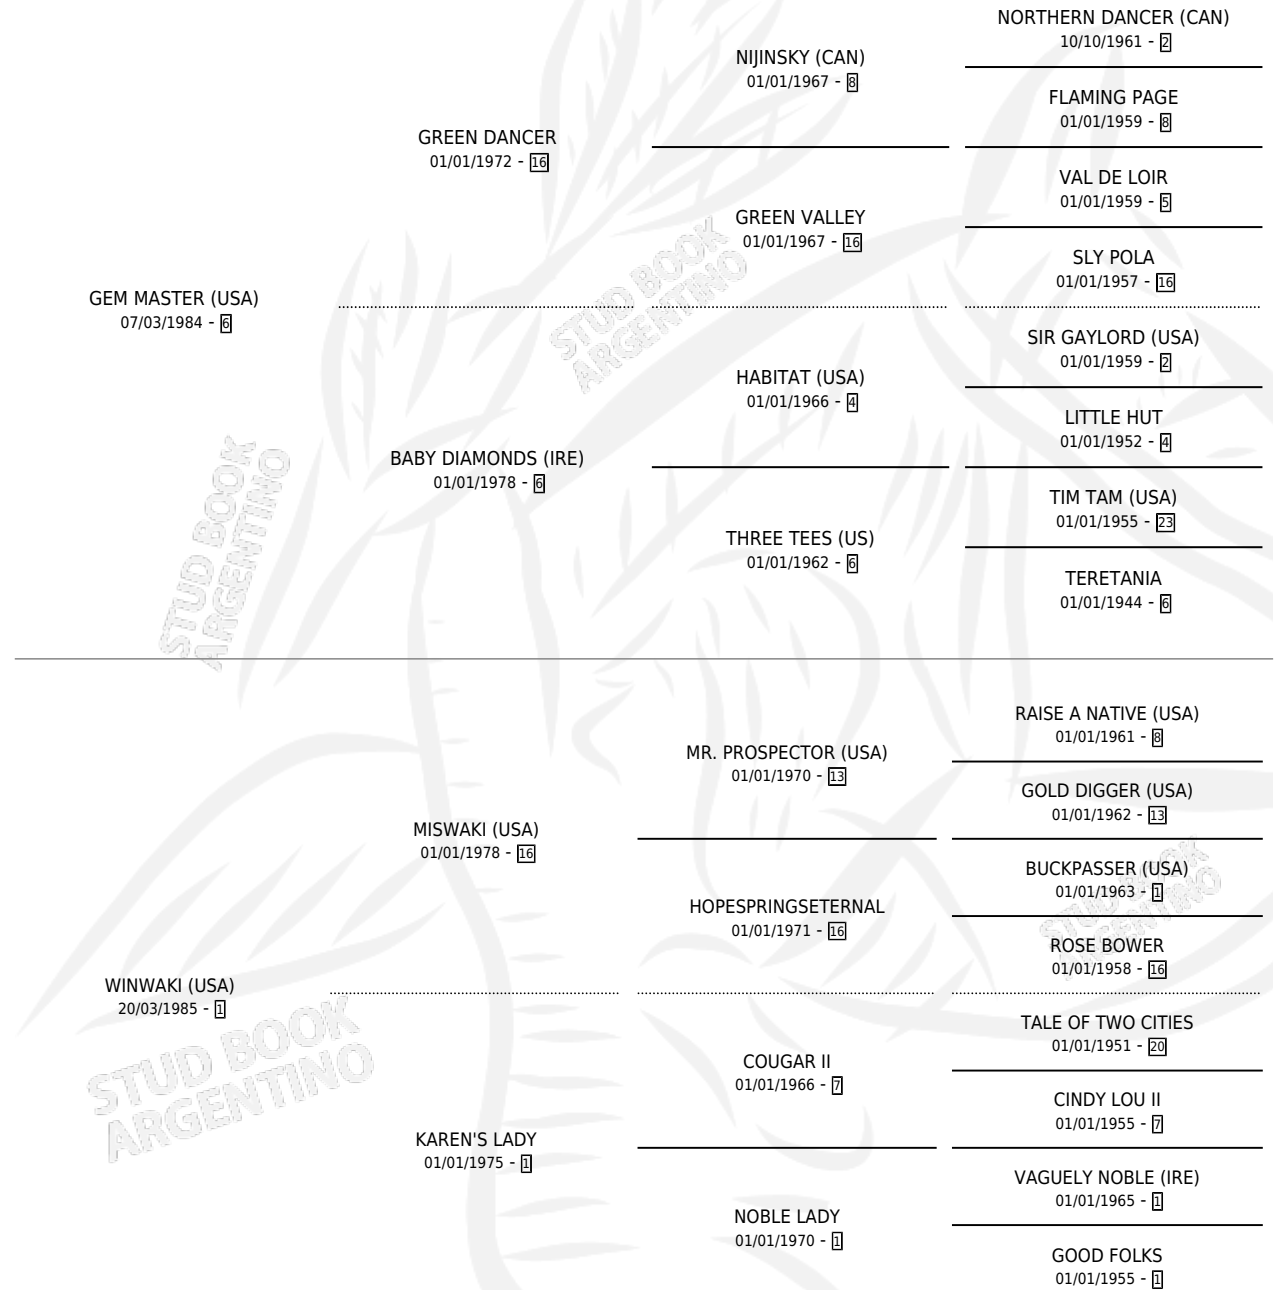 NORTHERN DANCER (CAN)
10/10/1961 - 2
NIJINSKY (CAN)
01/01/1967 - 8
FLAMING PAGE
01/01/1959 - 8
GREEN DANCER
01/01/1972 - 16
VAL DE LOIR
01/01/1959 - 5
GREEN VALLEY
01/01/1967 - 16
SLY POLA
01/01/1957 - 16
GEM MASTER (USA)
07/03/1984 - 6
SIR GAYLORD (USA)
01/01/1959 - 2
HABITAT (USA)
01/01/1966 - 4
LITTLE HUT
01/01/1952 - 4
BABY DIAMONDS (IRE)
01/01/1978 - 6
TIM TAM (USA)
01/01/1955 - 23
THREE TEES (US)
01/01/1962 - 6
TERETANIA
01/01/1944 - 6
RAISE A NATIVE (USA)
01/01/1961 - 8
MR. PROSPECTOR (USA)
01/01/1970 - 13
GOLD DIGGER (USA)
01/01/1962 - 13
MISWAKI (USA)
01/01/1978 - 16
BUCKPASSER (USA)
01/01/1963 - 1
HOPESPRINGSETERNAL
01/01/1971 - 16
ROSE BOWER
01/01/1958 - 16
WINWAKI (USA)
20/03/1985 - 1
TALE OF TWO CITIES
01/01/1951 - 20
COUGAR II
01/01/1966 - 7
CINDY LOU II
01/01/1955 - 7
KAREN'S LADY
01/01/1975 - 1
VAGUELY NOBLE (IRE)
01/01/1965 - 1
NOBLE LADY
01/01/1970 - 1
GOOD FOLKS
01/01/1955 - 1
STUD BOOK
ARGENTINO
STUD BOOK
ARGENTINO
STUD BOOK
ARGENTINO
STUD BOOK
ARGENTINO